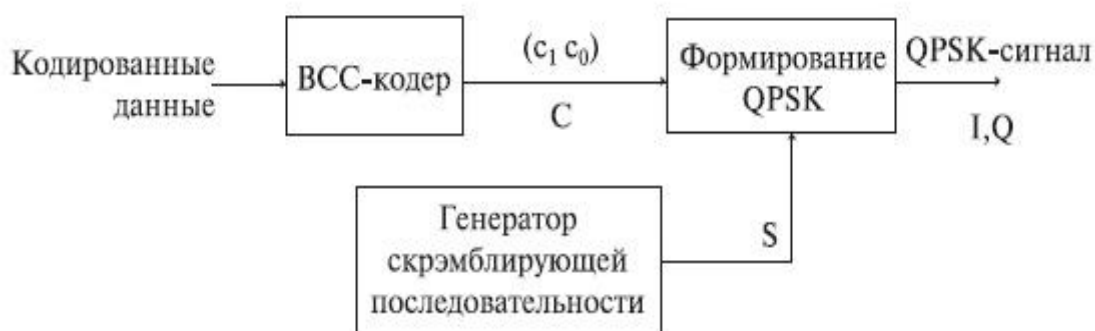 Кодированные
данные
BCC-кодер
(c₁ c₀)
C
Формирование
QPSK
QPSK-сигнал
I,Q
Генератор
скрэмблирующей
последовательности
S